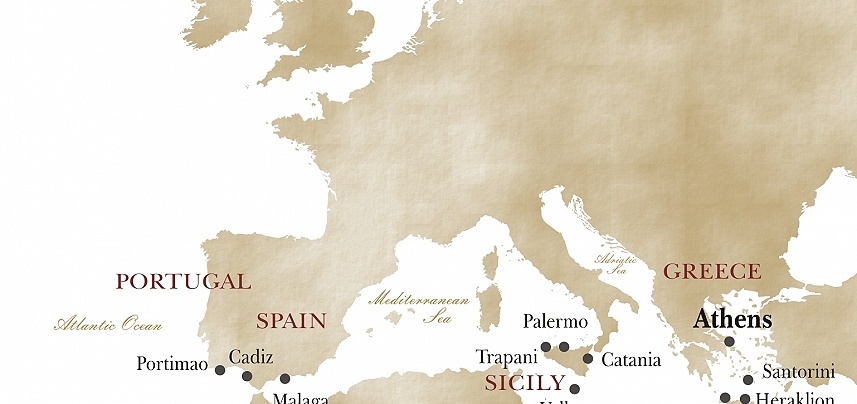 Adriatic
Sea
GREECE
PORTUGAL
Mediterranean
Sea
Atlantic Ocean
SPAIN
Palermo
Athens
Portimao
Cadiz
Trapani
Catania
Santorini
SICILY
Malaga
Heraklion